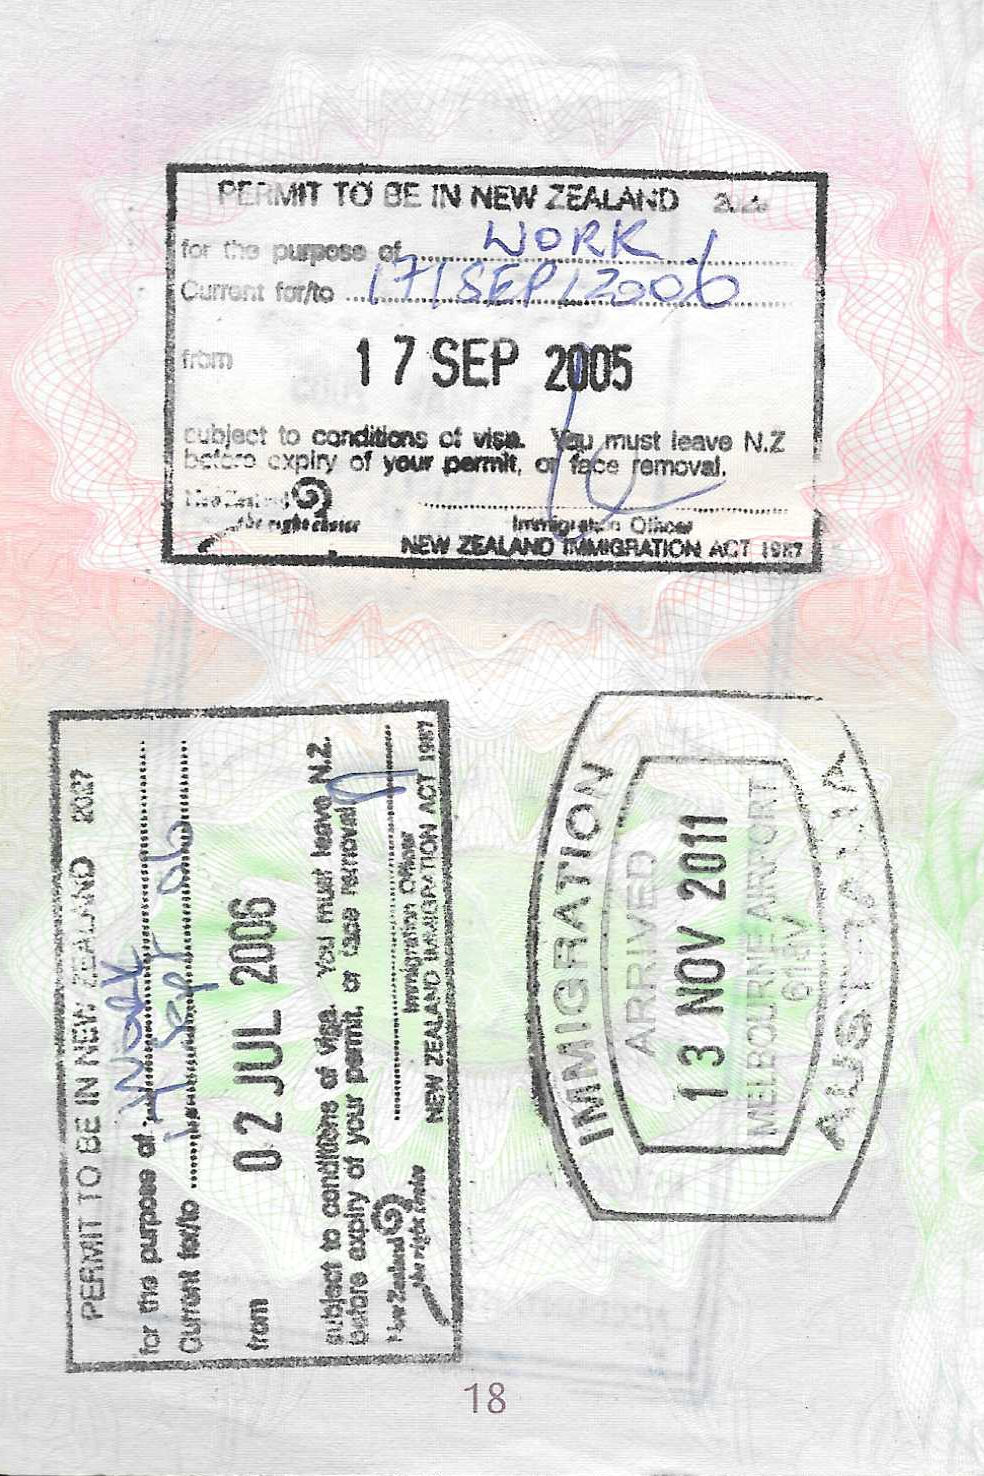 PERMIT TO BE IN NEW ZEALAND
for the purpose of WORK
Current for/to 17/SEP/2006
from 17 SEP 2005
subject to conditions of visa. You must leave N.Z
before expiry of your permit, or face removal.
New Zealand
the right choice
Immigration Officer
NEW ZEALAND IMMIGRATION ACT 1987
PERMIT TO BE IN NEW ZEALAND 2027
for the purpose of Work
Current for/to 17 Sept 06
from 02 JUL 2006
subject to conditions of visa. You must leave N.Z.
before expiry of your permit, or face removal
New Zealand
the right choice
Immigration Officer
NEW ZEALAND IMMIGRATION ACT 1987
IMMIGRATION
ARRIVED
13 NOV 2011
MELBOURNE AIRPORT
AUSTRALIA
18